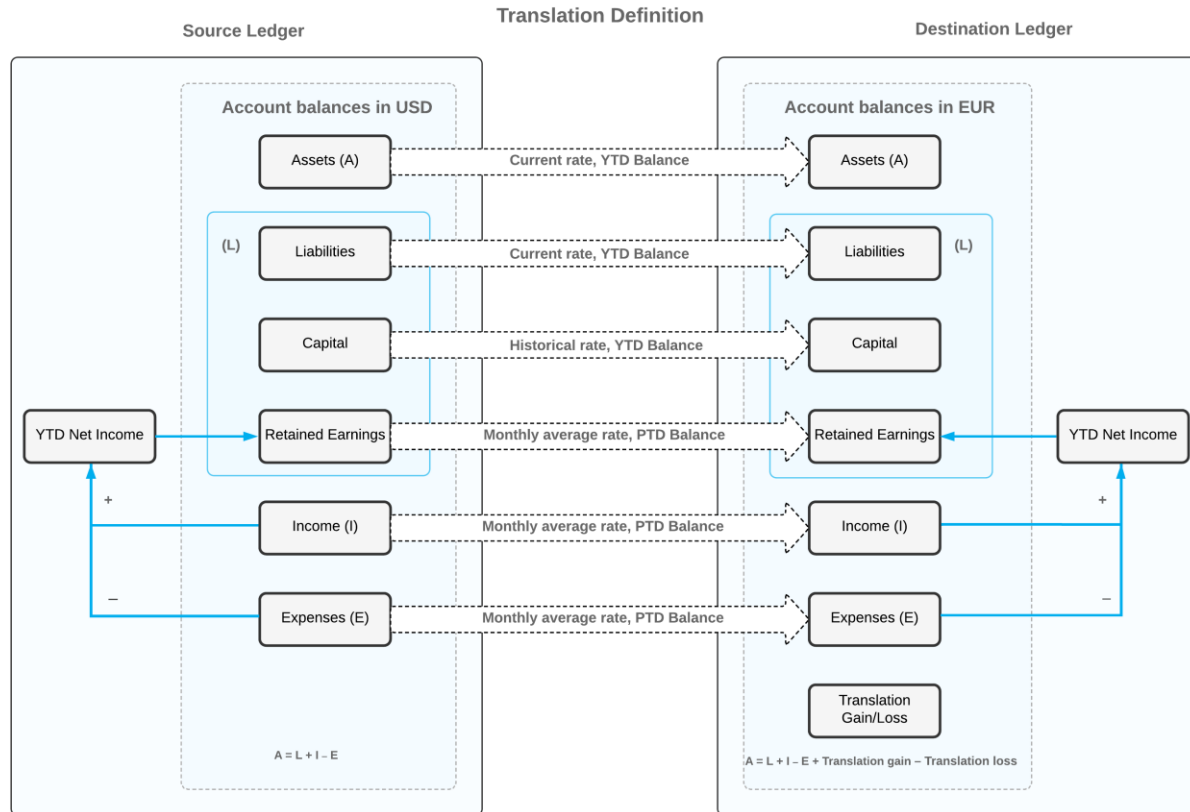 Translation Definition
Source Ledger
Destination Ledger
Account balances in USD
Account balances in EUR
Assets (A)
Current rate, YTD Balance
Assets (A)
(L)
Liabilities
Current rate, YTD Balance
Liabilities
(L)
Capital
Historical rate, YTD Balance
Capital
YTD Net Income
Retained Earnings
Monthly average rate, PTD Balance
Retained Earnings
YTD Net Income
+
Income (I)
Monthly average rate, PTD Balance
Income (I)
+
–
Expenses (E)
Monthly average rate, PTD Balance
Expenses (E)
–
Translation
Gain/Loss
A = L + I – E
A = L + I – E + Translation gain – Translation loss